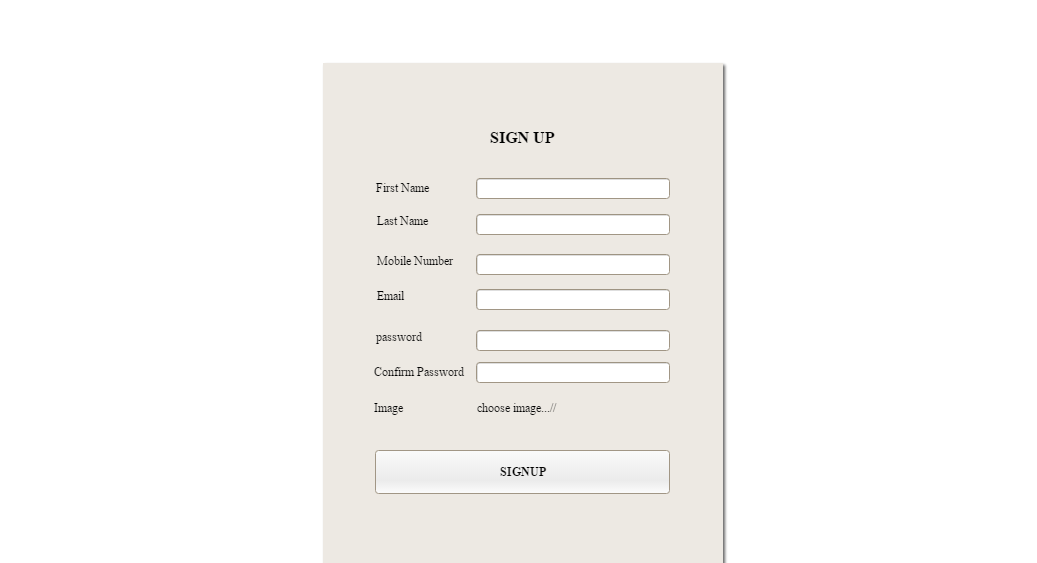 SIGN UP
First Name
Last Name
Mobile Number
Email
password
Confirm Password
Image choose image...//
SIGNUP